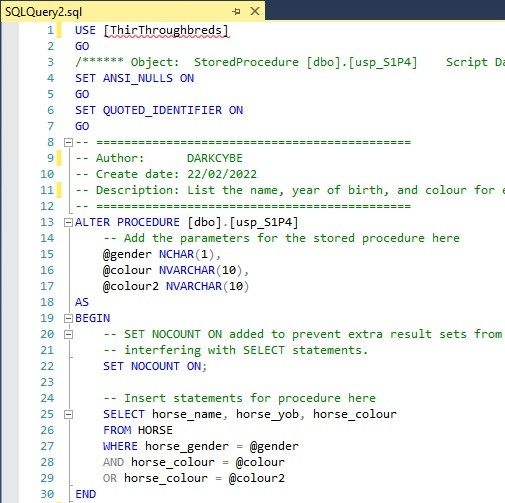 SQLQuery2.sql
1 USE [ThirThroughbreds]
2 GO
3 /****** Object:  StoredProcedure [dbo].[usp_S1P4]    Script Da
4 SET ANSI_NULLS ON
5 GO
6 SET QUOTED_IDENTIFIER ON
7 GO
8 -- =============================================
9 -- Author:      DARKCYBE
10 -- Create date: 22/02/2022
11 -- Description: List the name, year of birth, and colour for e
12 -- =============================================
13 ALTER PROCEDURE [dbo].[usp_S1P4]
14     -- Add the parameters for the stored procedure here
15     @gender NCHAR(1),
16     @colour NVARCHAR(10),
17     @colour2 NVARCHAR(10)
18 AS
19 BEGIN
20     -- SET NOCOUNT ON added to prevent extra result sets from
21     -- interfering with SELECT statements.
22     SET NOCOUNT ON;
23
24     -- Insert statements for procedure here
25     SELECT horse_name, horse_yob, horse_colour
26     FROM HORSE
27     WHERE horse_gender = @gender
28     AND horse_colour = @colour
29     OR horse_colour = @colour2
30 END